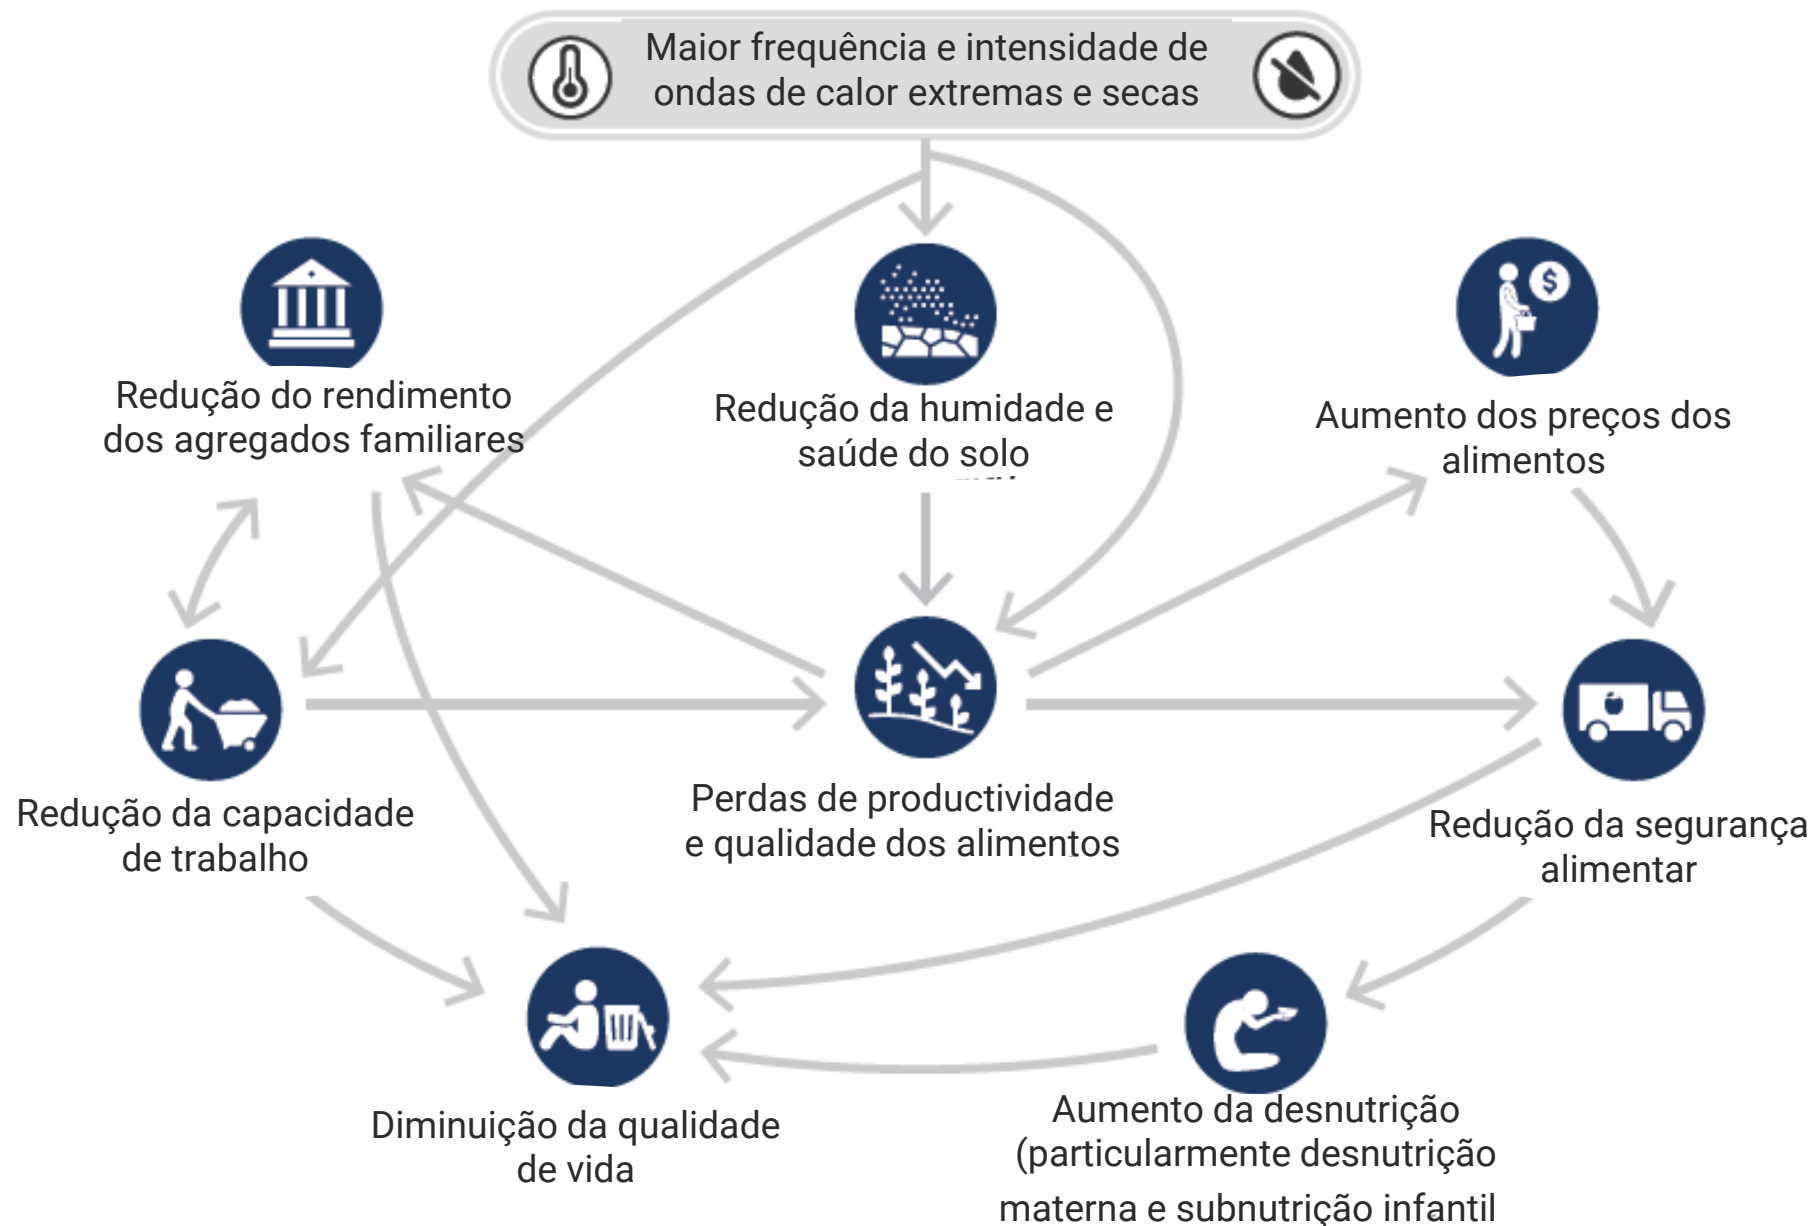 Maior frequência e intensidade de
ondas de calor extremas e secas
Redução do rendimento
dos agregados familiares
Redução da humidade e
saúde do solo
Aumento dos preços dos
alimentos
Redução da capacidade
de trabalho
Perdas de productividade
e qualidade dos alimentos
Redução da segurança
alimentar
Diminuição da qualidade
de vida
Aumento da desnutrição
(particularmente desnutrição
materna e subnutrição infantil
$